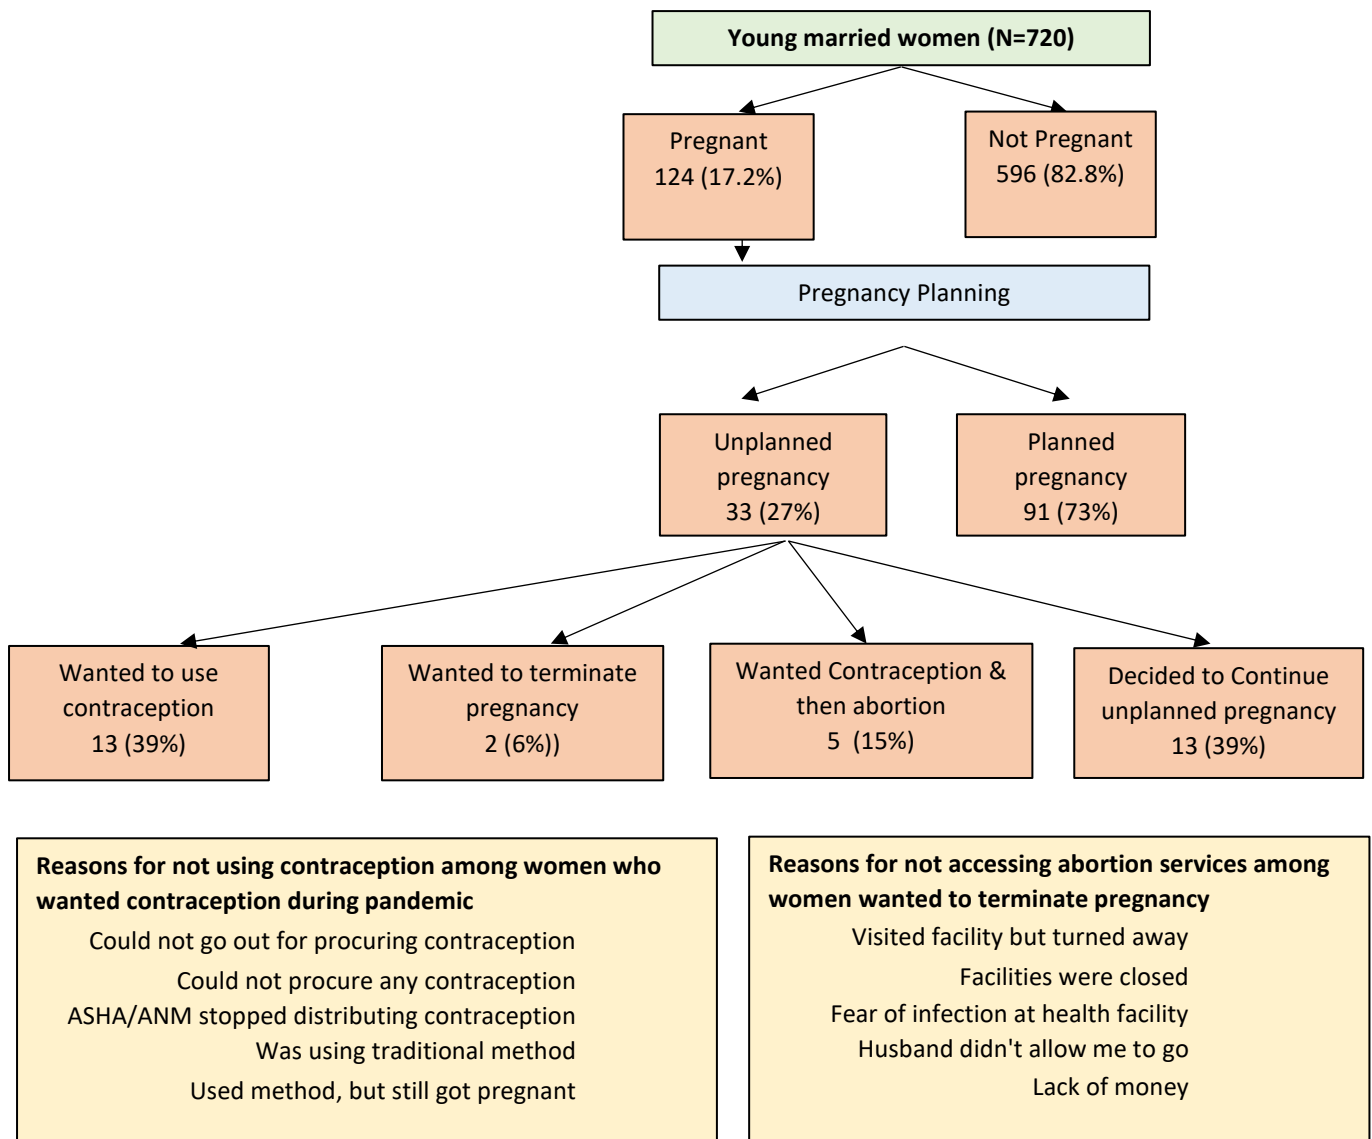 Young married women (N=720)
Pregnant
124 (17.2%)
Not Pregnant
596 (82.8%)
Pregnancy Planning
Unplanned
pregnancy
33 (27%)
Planned
pregnancy
91 (73%)
Wanted to use
contraception
13 (39%)
Wanted to terminate
pregnancy
2 (6%))
Wanted Contraception &
then abortion
5 (15%)
Decided to Continue
unplanned pregnancy
13 (39%)
Reasons for not using contraception among women who
wanted contraception during pandemic
Could not go out for procuring contraception
Could not procure any contraception
ASHA/ANM stopped distributing contraception
Was using traditional method
Used method, but still got pregnant
Reasons for not accessing abortion services among
women wanted to terminate pregnancy
Visited facility but turned away
Facilities were closed
Fear of infection at health facility
Husband didn't allow me to go
Lack of money